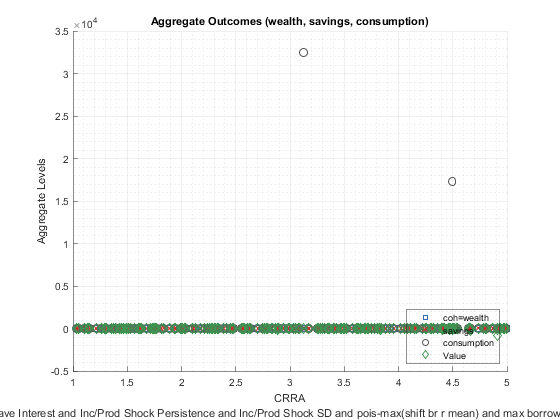 Aggregate Outcomes (wealth, savings, consumption)
×10⁴
3.5
3
2.5
2
1.5
1
0.5
0
-0.5
Aggregate Levels
coh=wealth
savings
consumption
Value
1 1.5 2 2.5 3 3.5 4 4.5 5
CRRA
ave Interest and Inc/Prod Shock Persistence and Inc/Prod Shock SD and pois-max(shift br r mean) and max borrow